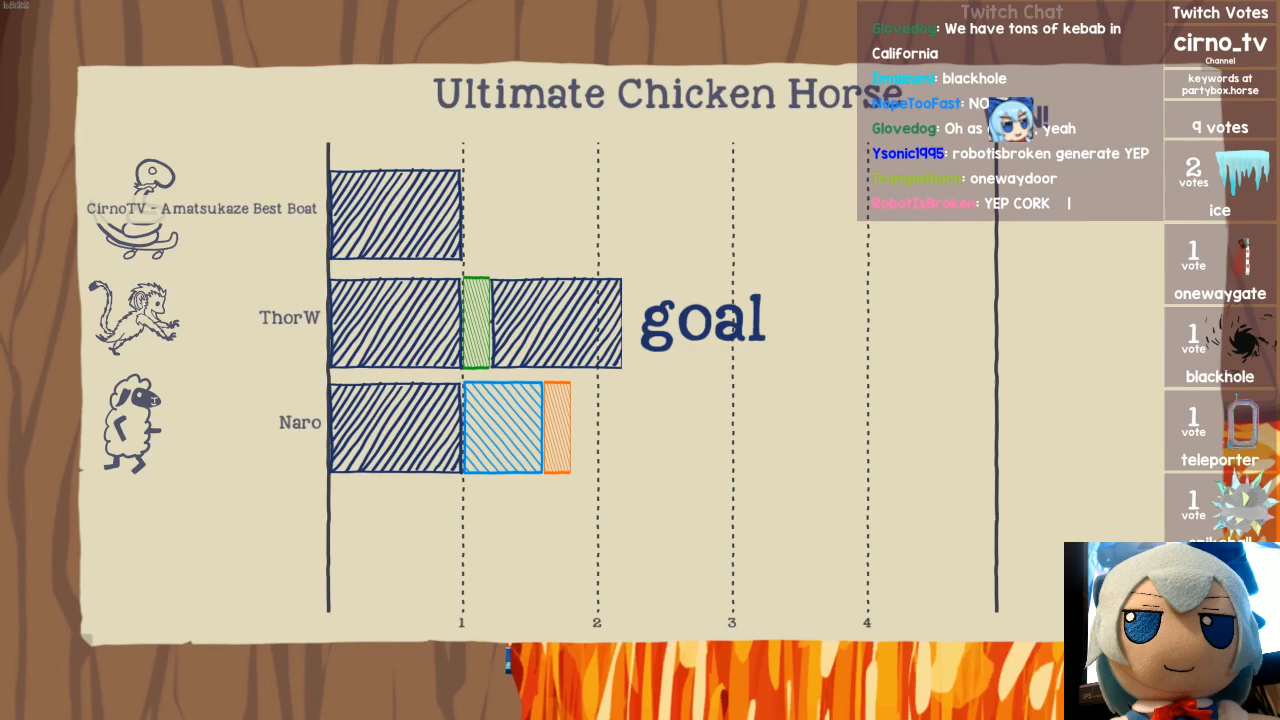 Ultimate Chicken Horse
CirnoTV - Amatsukaze Best Boat
ThorW
goal
Naro
1
2
3
4
Twitch Chat
Glovedog: We have tons of kebab in
California
blackhole
NopeTooFast: NO
Glovedog: Oh as yeah
Ysonic1995: robotisbroken generate YEP
onewaydoor
RobotIsBroken: YEP CORK |
Twitch Votes
cirno_tv
Channel
keywords at
partybox.horse
9 votes
2
votes
ice
1
vote
onewaygate
1
vote
blackhole
1
vote
teleporter
1
vote